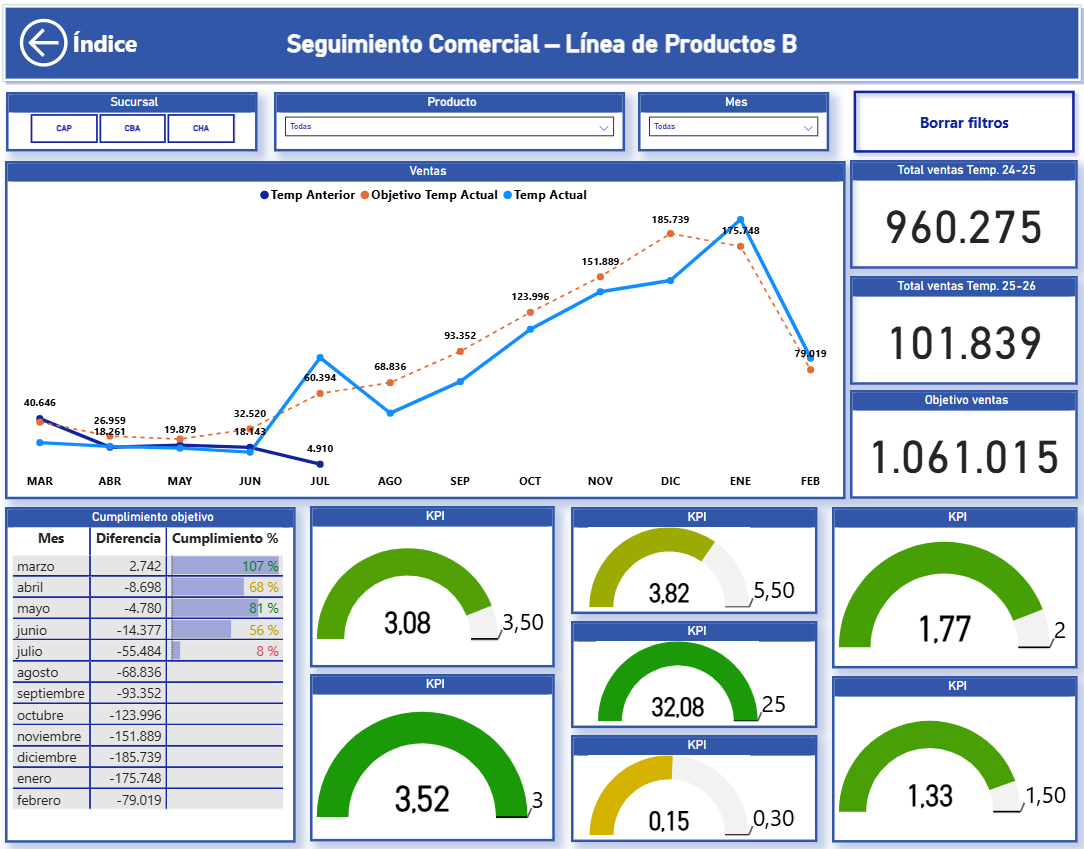 Índice
Seguimiento Comercial – Línea de Productos B
Sucursal
CAP CBA CHA
Producto
Todas
Mes
Todas
Borrar filtros
Ventas
Temp Anterior Objetivo Temp Actual Temp Actual
185.739
175.748
151.889
123.996
93.352
79.019
68.836
60.394
40.646
32.520
26.959
19.879
18.261
18.143
4.910
MAR ABR MAY JUN JUL AGO SEP OCT NOV DIC ENE FEB
Total ventas Temp. 24-25
960.275
Total ventas Temp. 25-26
101.839
Objetivo ventas
1.061.015
Cumplimiento objetivo
Mes Diferencia Cumplimiento %
marzo 2.742 107 %
abril -8.698 68 %
mayo -4.780 81 %
junio -14.377 56 %
julio -55.484 8 %
agosto -68.836
septiembre -93.352
octubre -123.996
noviembre -151.889
diciembre -185.739
enero -175.748
febrero -79.019
KPI
3,08
3,50
KPI
3,52
3
KPI
3,82
5,50
KPI
32,08
25
KPI
0,15
0,30
KPI
1,77
2
KPI
1,33
1,50